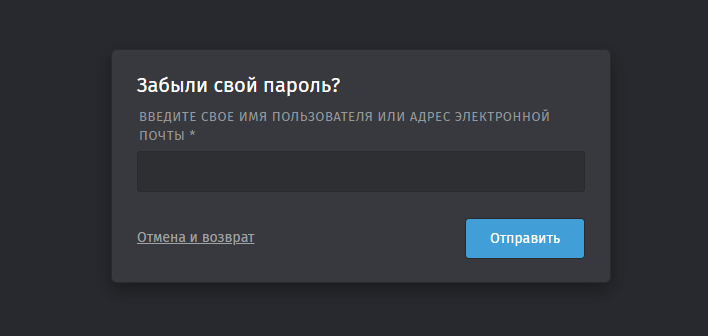 Забыли свой пароль?
ВВЕДИТЕ СВОЕ ИМЯ ПОЛЬЗОВАТЕЛЯ ИЛИ АДРЕС ЭЛЕКТРОННОЙ
ПОЧТЫ *
Отмена и возврат
Отправить